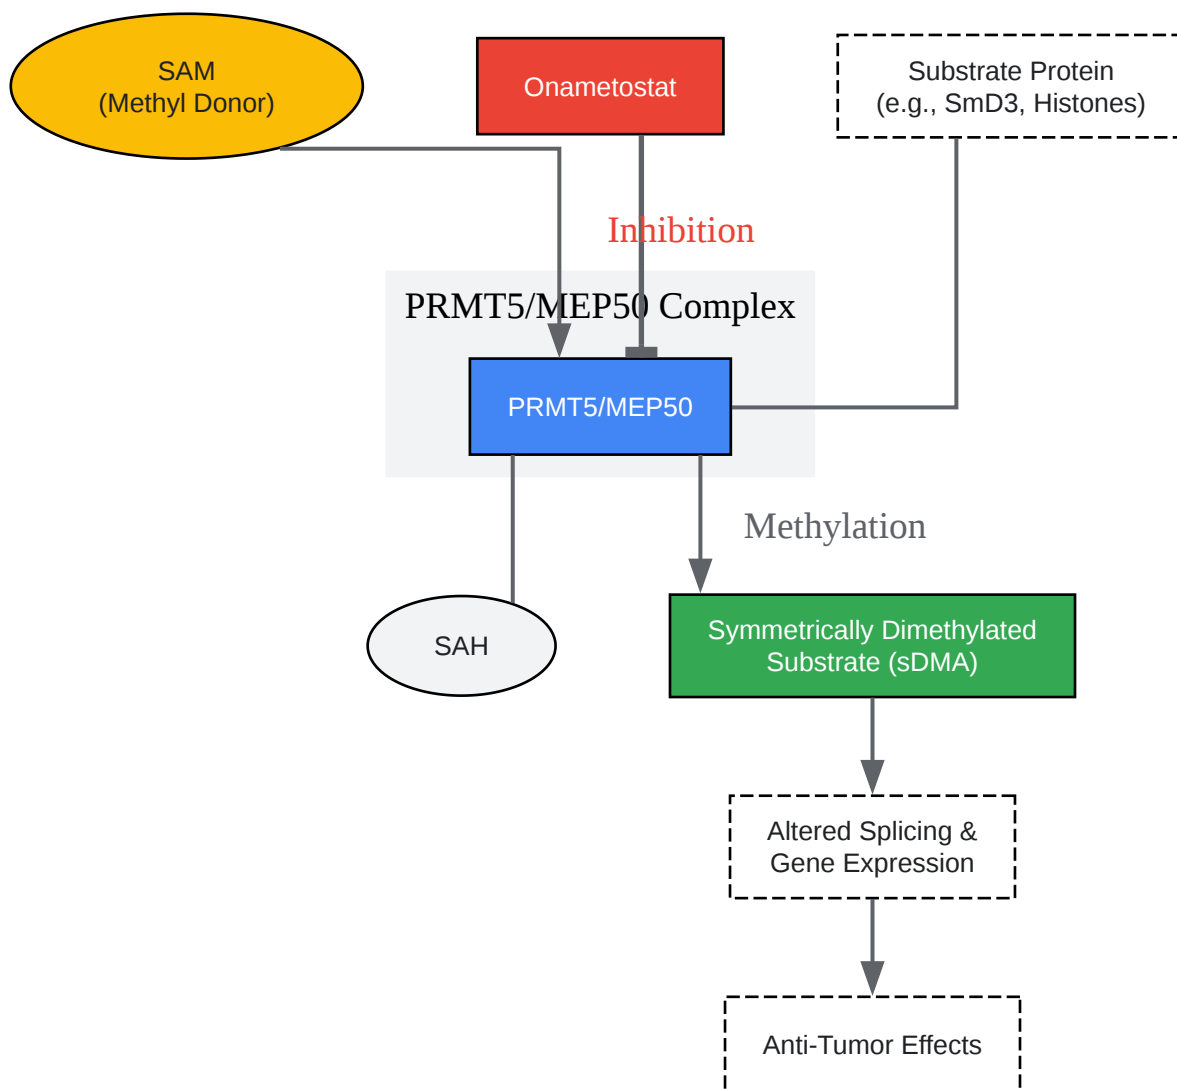 SAM
(Methyl Donor)
Onametostat
Substrate Protein
(e.g., SmD3, Histones)
Inhibition
PRMT5/MEP50 Complex
PRMT5/MEP50
Methylation
SAH
Symmetrically Dimethylated
Substrate (sDMA)
Altered Splicing &
Gene Expression
Anti-Tumor Effects